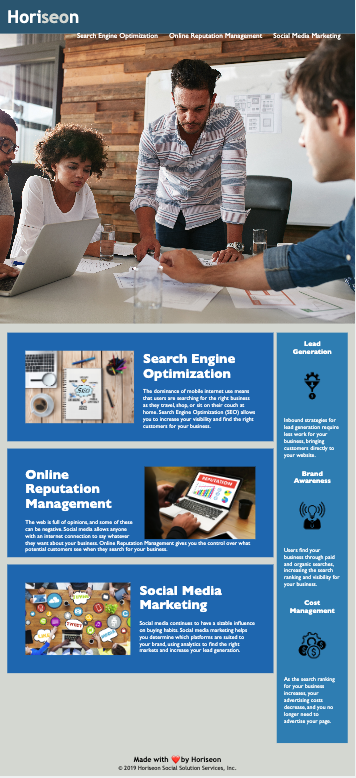 Horiseon
Search Engine Optimization Online Reputation Management Social Media Marketing
Search Engine
Optimization
The dominance of mobile internet use means
that users are searching for the right business
as they travel, shop, or sit on their couch at
home. Search Engine Optimization (SEO) allows
you to increase your visibility and find the right
customers for your business.
SEO
Online
Reputation
Management
The web is full of opinions, and some of these
can be negative. Social media allows anyone
with an internet connection to say whatever
they want about your business. Online Reputation Management gives you the control over what
potential customers see when they search for your business.
REPUTATION
Social Media
Marketing
Social media continues to have a sizable influence
on buying habits. Social media marketing helps
you determine which platforms are suited to
your brand, using analytics to find the right
markets and increase your lead generation.
TWEET
Lead
Generation
Inbound strategies for
lead generation require
less work for your
business, bringing
customers directly to
your website.
Brand
Awareness
Users find your
business through paid
and organic searches,
increasing the search
ranking and visibility for
your business.
Cost
Management
As the search ranking
for your business
increases, your
advertising costs
decrease, and you no
longer need to
advertise your page.
Made with ❤️ by Horiseon
© 2019 Horiseon Social Solution Services, Inc.